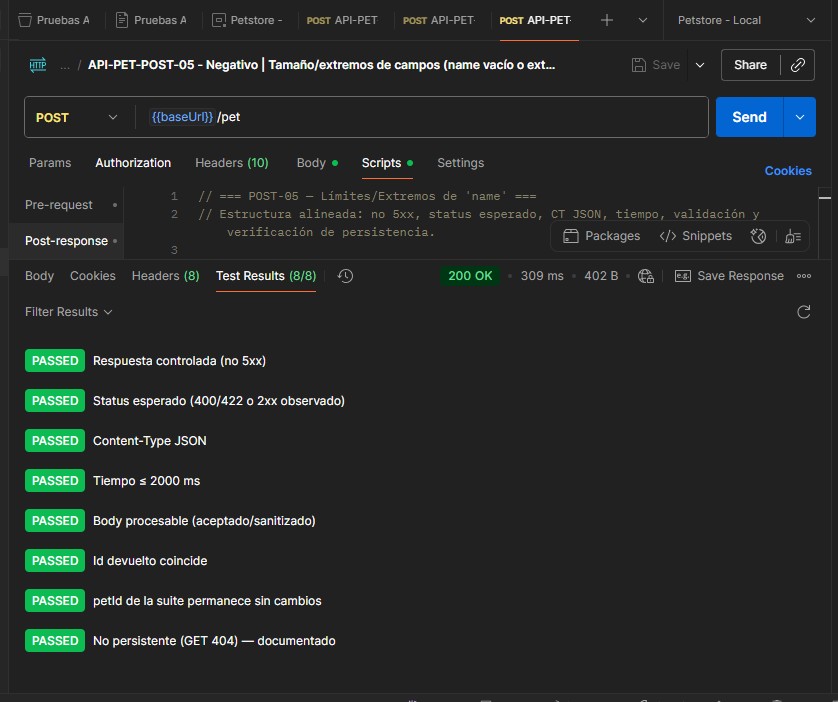 Pruebas A
Pruebas A
Petstore -
POST API-PET
POST API-PET-
POST API-PET-
Petstore - Local
HTTP
... / API-PET-POST-05 - Negativo | Tamaño/extremos de campos (name vacío o ext...
Save
Share
POST
{{baseUrl}} /pet
Send
Params
Authorization
Headers (10)
Body
Scripts
Settings
Cookies
Pre-request
Post-response
1 // === POST-05 — Límites/Extremos de 'name' ===
2 // Estructura alineada: no 5xx, status esperado, CT JSON, tiempo, validación y
verificación de persistencia.
3
Packages
</> Snippets
Body
Cookies
Headers (8)
Test Results (8/8)
200 OK • 309 ms • 402 B
e.g. Save Response
Filter Results
PASSED Respuesta controlada (no 5xx)
PASSED Status esperado (400/422 o 2xx observado)
PASSED Content-Type JSON
PASSED Tiempo ≤ 2000 ms
PASSED Body procesable (aceptado/sanitizado)
PASSED Id devuelto coincide
PASSED petId de la suite permanece sin cambios
PASSED No persistente (GET 404) — documentado